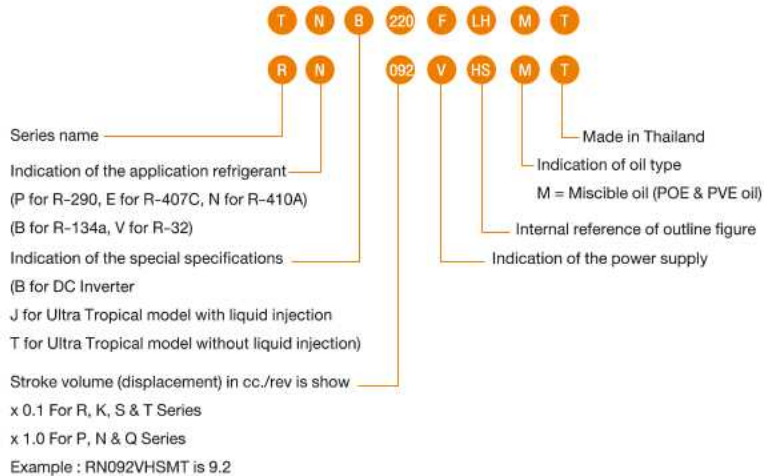 T N B 220 F LH M T
R N 092 V HS M T
Series name
Made in Thailand
Indication of the application refrigerant
Indication of oil type
(P for R-290, E for R-407C, N for R-410A)
M = Miscible oil (POE & PVE oil)
(B for R-134a, V for R-32)
Internal reference of outline figure
Indication of the special specifications
Indication of the power supply
(B for DC Inverter
J for Ultra Tropical model with liquid injection
T for Ultra Tropical model without liquid injection)
Stroke volume (displacement) in cc./rev is show
x 0.1 For R, K, S & T Series
x 1.0 For P, N & Q Series
Example : RN092VHSMT is 9.2